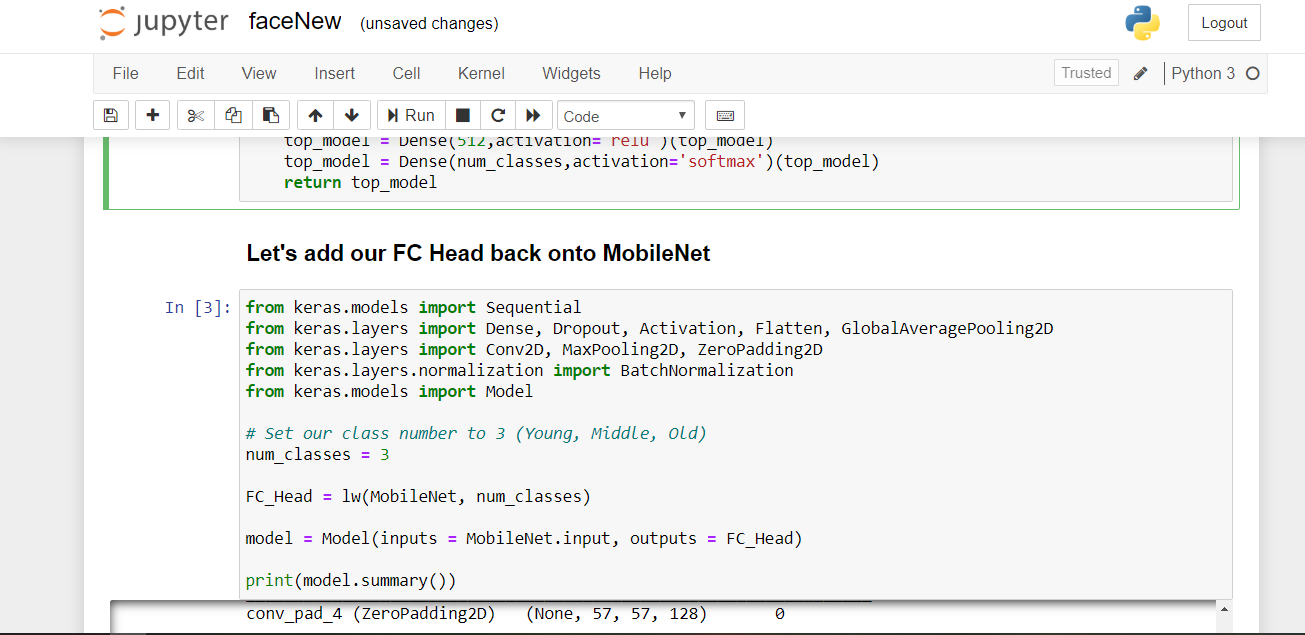 jupyter faceNew (unsaved changes) Logout
File Edit View Insert Cell Kernel Widgets Help Trusted Python 3
Run Code
top_model = Dense(512,activation='relu')(top_model)
top_model = Dense(num_classes,activation='softmax')(top_model)
return top_model
Let's add our FC Head back onto MobileNet
In [3]: from keras.models import Sequential
from keras.layers import Dense, Dropout, Activation, Flatten, GlobalAveragePooling2D
from keras.layers import Conv2D, MaxPooling2D, ZeroPadding2D
from keras.layers.normalization import BatchNormalization
from keras.models import Model
# Set our class number to 3 (Young, Middle, Old)
num_classes = 3
FC_Head = lw(MobileNet, num_classes)
model = Model(inputs = MobileNet.input, outputs = FC_Head)
print(model.summary())
conv_pad_4 (ZeroPadding2D) (None, 57, 57, 128) 0